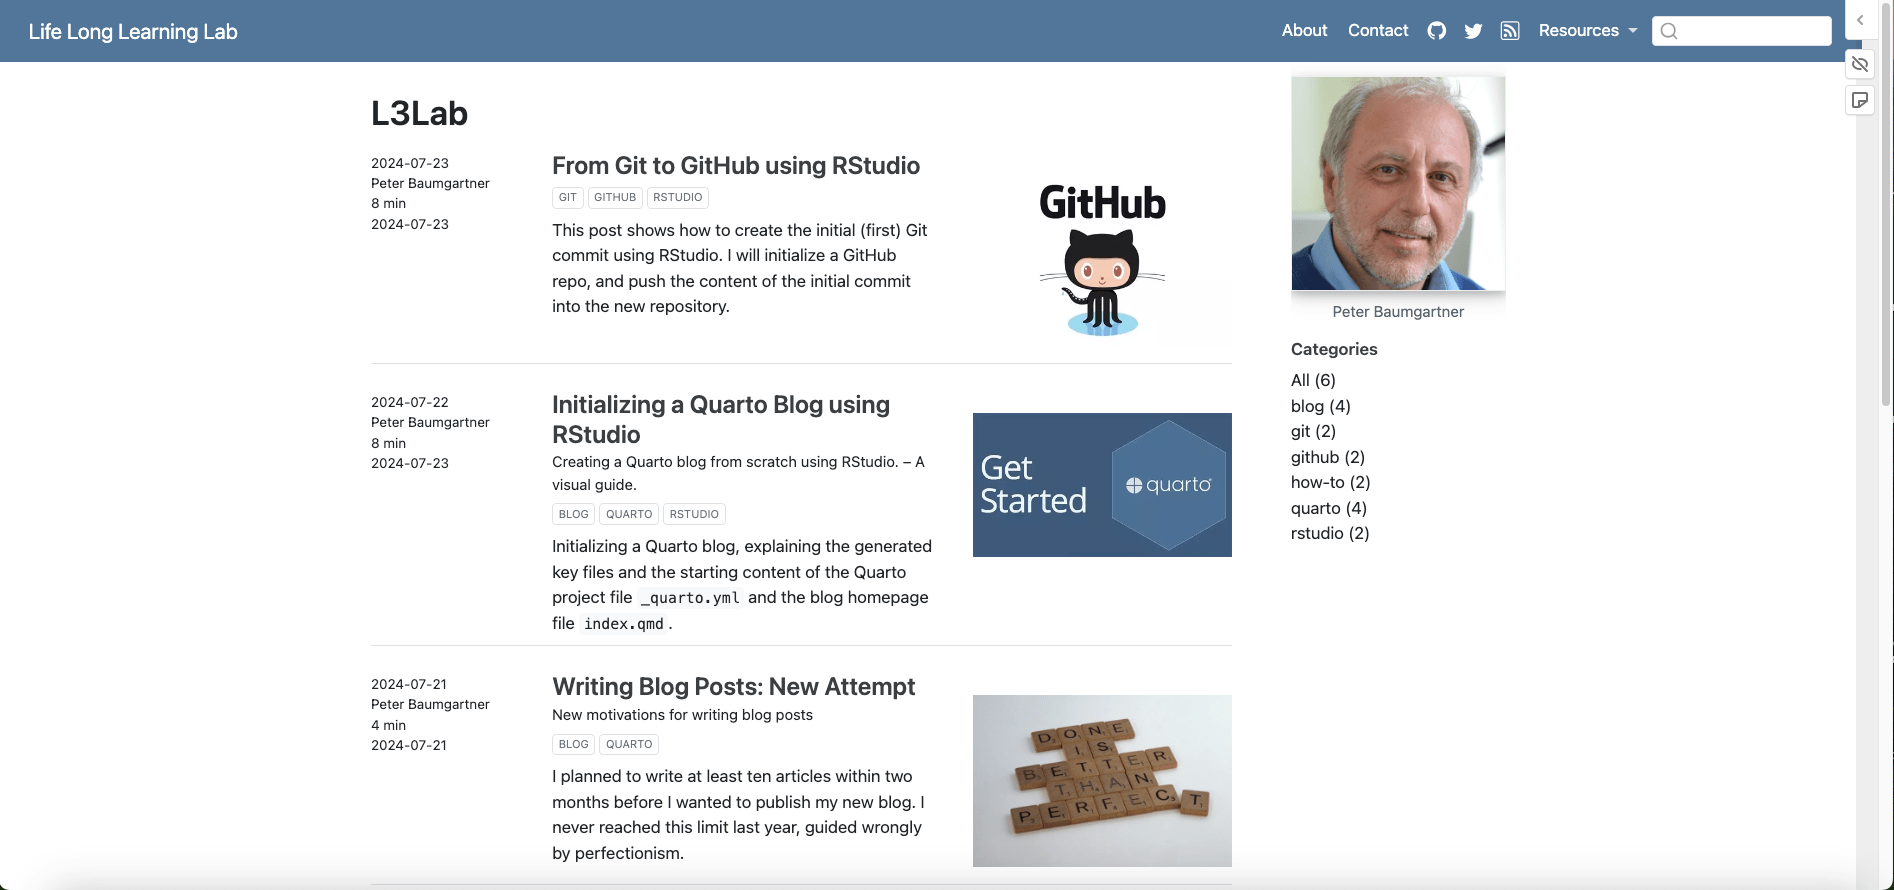 Life Long Learning Lab
About
Contact
Resources
L3Lab
2024-07-23
Peter Baumgartner
8 min
2024-07-23
From Git to GitHub using RStudio
GIT
GITHUB
RSTUDIO
This post shows how to create the initial (first) Git
commit using RStudio. I will initialize a GitHub
repo, and push the content of the initial commit
into the new repository.
GitHub
2024-07-22
Peter Baumgartner
8 min
2024-07-23
Initializing a Quarto Blog using
RStudio
Creating a Quarto blog from scratch using RStudio. – A
visual guide.
BLOG
QUARTO
RSTUDIO
Initializing a Quarto blog, explaining the generated
key files and the starting content of the Quarto
project file _quarto.yml and the blog homepage
file index.qmd.
Get
Started
quarto
2024-07-21
Peter Baumgartner
4 min
2024-07-21
Writing Blog Posts: New Attempt
New motivations for writing blog posts
BLOG
QUARTO
I planned to write at least ten articles within two
months before I wanted to publish my new blog. I
never reached this limit last year, guided wrongly
by perfectionism.
DONE
IS
BETTER
THAN
PERFECT
Peter Baumgartner
Categories
All (6)
blog (4)
git (2)
github (2)
how-to (2)
quarto (4)
rstudio (2)